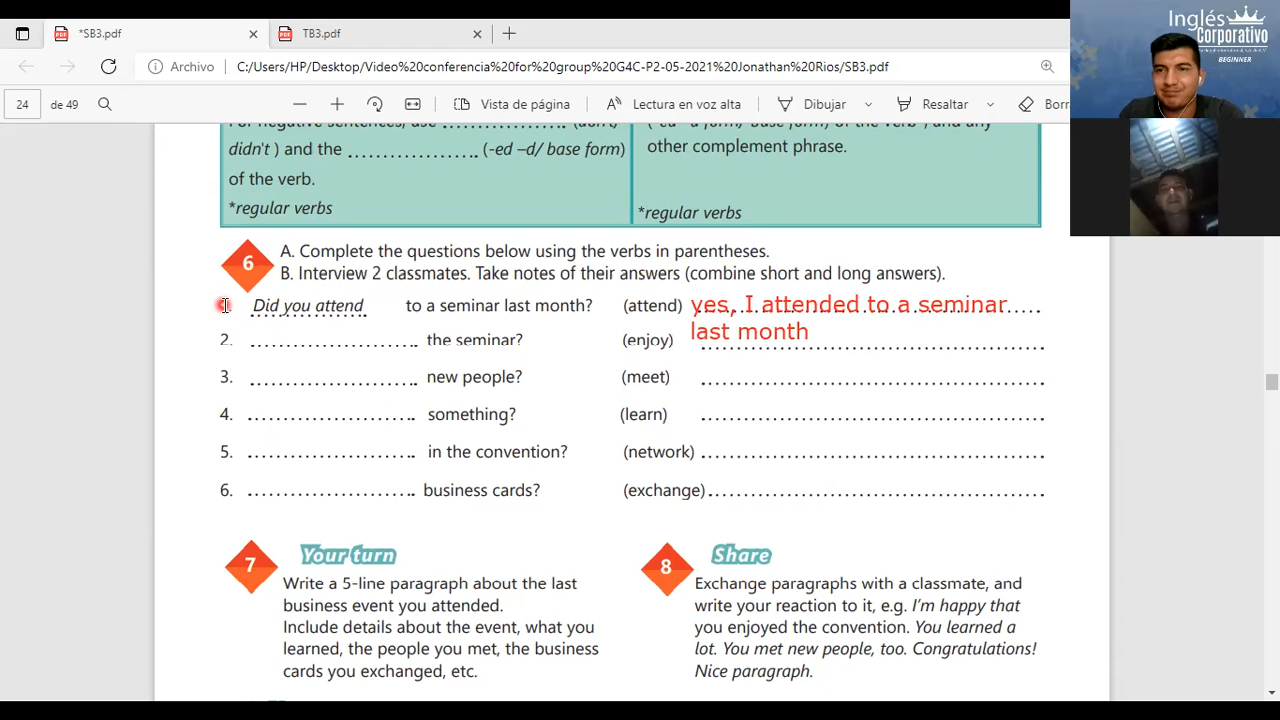 *SB3.pdf
TB3.pdf
Archivo
C:/Users/HP/Desktop/Video%20conferencia%20for%20group%20G4C-P2-05-2021%20Jonathan%20Rios/SB3.pdf
24 de 49
Vista de página
Lectura en voz alta
Dibujar
Resaltar
Borr
Inglés
Corporativo
BEGINNER
For negative sentences, use ........................ (don't
didn't ) and the ........................ (-ed –d/ base form)
of the verb.
*regular verbs
other complement phrase.
*regular verbs
6
A. Complete the questions below using the verbs in parentheses.
B. Interview 2 classmates. Take notes of their answers (combine short and long answers).
Did you attend to a seminar last month? (attend) yes, I attended to a seminar
last month
2. ........................ the seminar? (enjoy) ........................
3. ........................ new people? (meet) ........................
4. ........................ something? (learn) ........................
5. ........................ in the convention? (network) ........................
6. ........................ business cards? (exchange) ........................
7
Your turn
Write a 5-line paragraph about the last
business event you attended.
Include details about the event, what you
learned, the people you met, the business
cards you exchanged, etc.
8
Share
Exchange paragraphs with a classmate, and
write your reaction to it, e.g. I'm happy that
you enjoyed the convention. You learned a
lot. You met new people, too. Congratulations!
Nice paragraph.